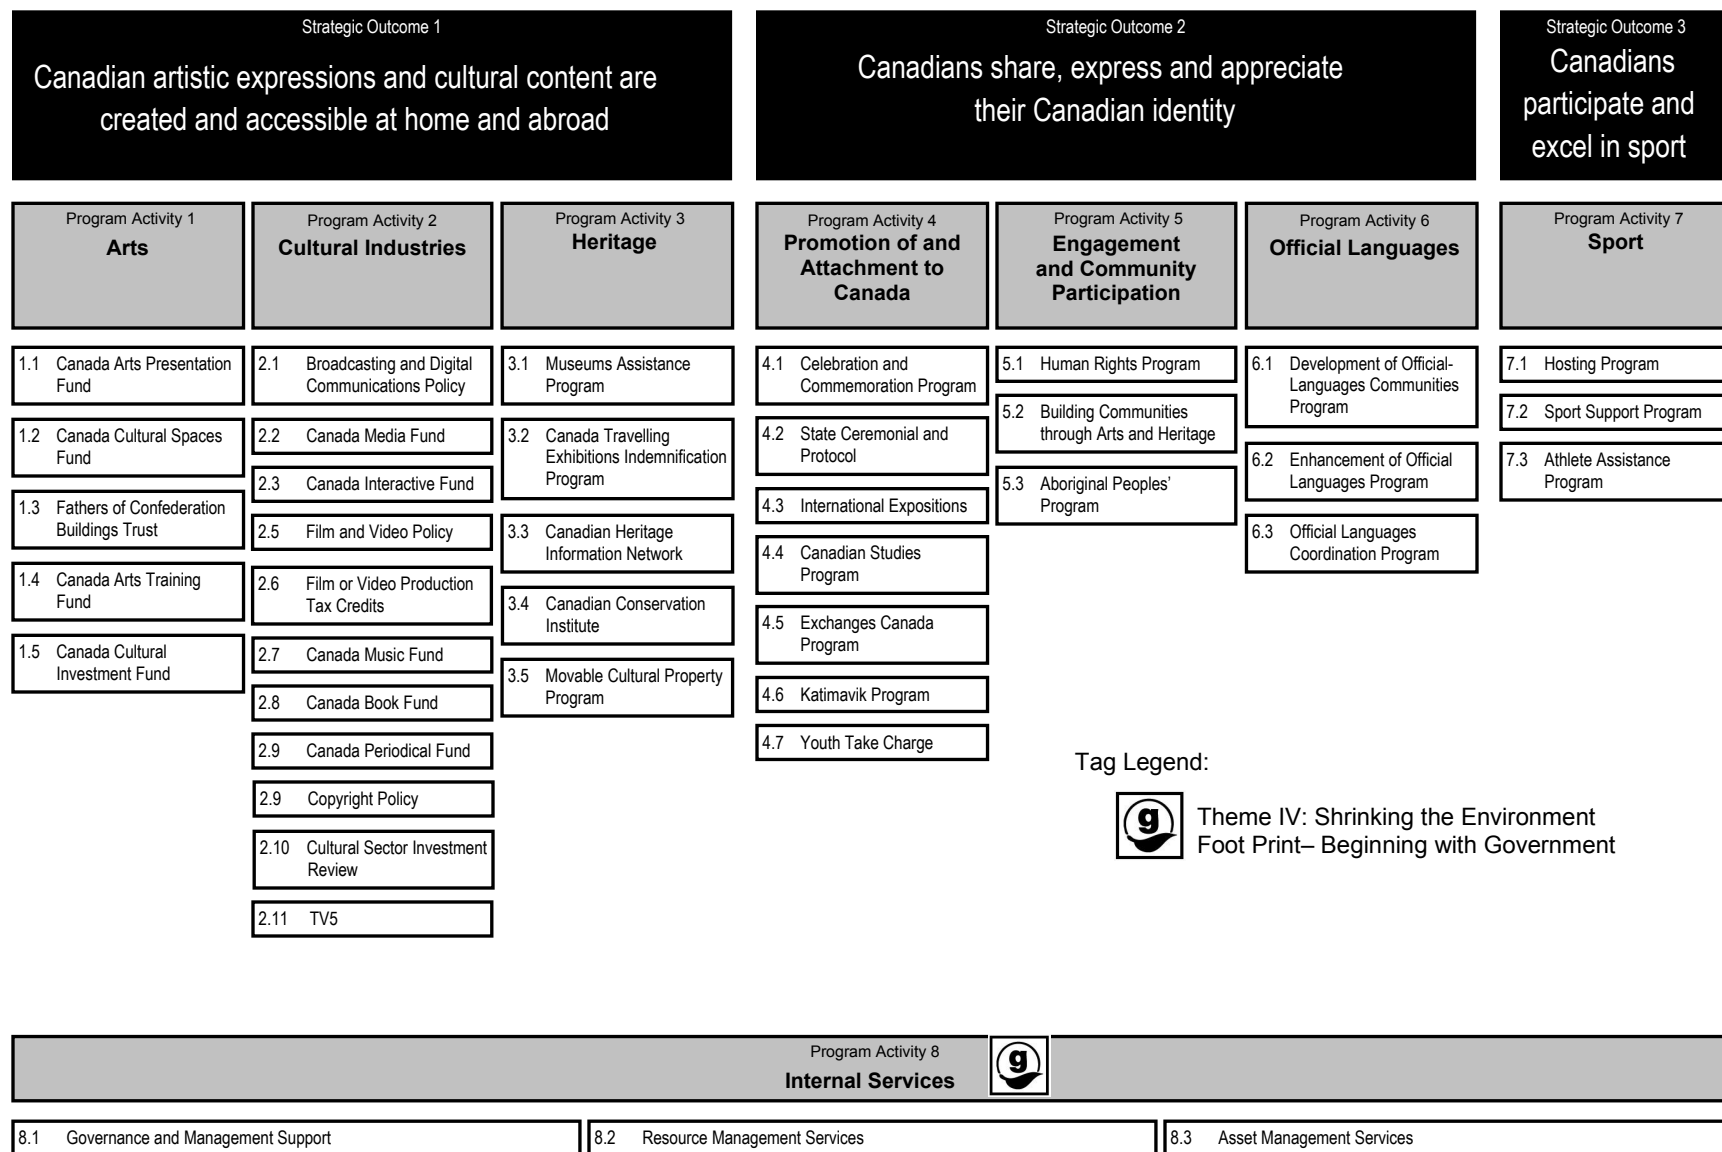 Strategic Outcome 1
Canadian artistic expressions and cultural content are
created and accessible at home and abroad
Strategic Outcome 2
Canadians share, express and appreciate
their Canadian identity
Strategic Outcome 3
Canadians
participate and
excel in sport
Program Activity 1
Arts
Program Activity 2
Cultural Industries
Program Activity 3
Heritage
Program Activity 4
Promotion of and
Attachment to
Canada
Program Activity 5
Engagement
and Community
Participation
Program Activity 6
Official Languages
Program Activity 7
Sport
1.1 Canada Arts Presentation
Fund
1.2 Canada Cultural Spaces
Fund
1.3 Fathers of Confederation
Buildings Trust
1.4 Canada Arts Training
Fund
1.5 Canada Cultural
Investment Fund
2.1 Broadcasting and Digital
Communications Policy
2.2 Canada Media Fund
2.3 Canada Interactive Fund
2.5 Film and Video Policy
2.6 Film or Video Production
Tax Credits
2.7 Canada Music Fund
2.8 Canada Book Fund
2.9 Canada Periodical Fund
2.9 Copyright Policy
2.10 Cultural Sector Investment
Review
2.11 TV5
3.1 Museums Assistance
Program
3.2 Canada Travelling
Exhibitions Indemnification
Program
3.3 Canadian Heritage
Information Network
3.4 Canadian Conservation
Institute
3.5 Movable Cultural Property
Program
4.1 Celebration and
Commemoration Program
4.2 State Ceremonial and
Protocol
4.3 International Expositions
4.4 Canadian Studies
Program
4.5 Exchanges Canada
Program
4.6 Katimavik Program
4.7 Youth Take Charge
5.1 Human Rights Program
5.2 Building Communities
through Arts and Heritage
5.3 Aboriginal Peoples’
Program
6.1 Development of Official-
Languages Communities
Program
6.2 Enhancement of Official
Languages Program
6.3 Official Languages
Coordination Program
7.1 Hosting Program
7.2 Sport Support Program
7.3 Athlete Assistance
Program
Tag Legend:
g
Theme IV: Shrinking the Environment
Foot Print– Beginning with Government
Program Activity 8
Internal Services
g
8.1 Governance and Management Support
8.2 Resource Management Services
8.3 Asset Management Services